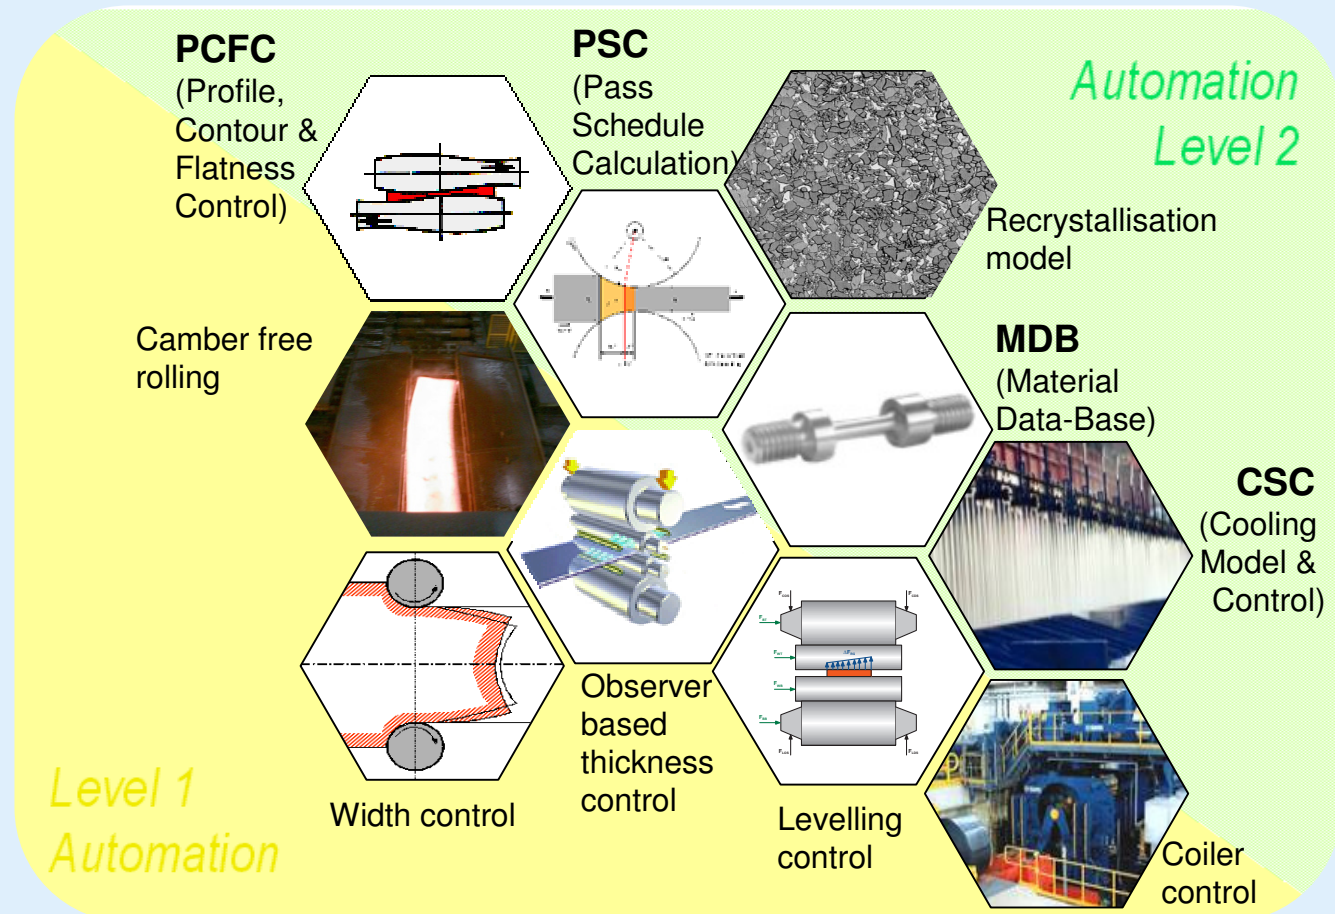 PCFC
(Profile,
Contour &
Flatness
Control)
PSC
(Pass
Schedule
Calculation)
Automation
Level 2
Recrystallisation
model
Camber free
rolling
MDB
(Material
Data-Base)
CSC
(Cooling
Model &
Control)
Observer
based
thickness
control
Width control
Levelling
control
Coiler
control
Level 1
Automation